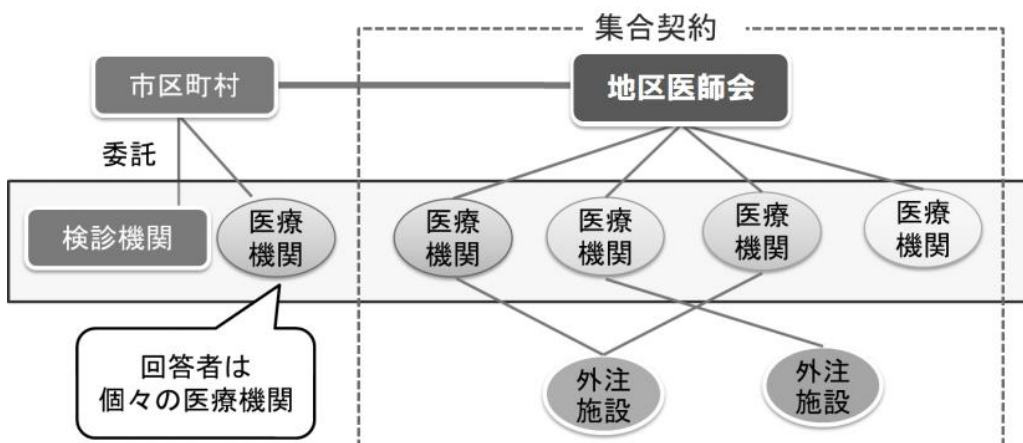 集合契約
市区町村
地区医師会
委託
検診機関
医療
機関
医療
機関
医療
機関
医療
機関
医療
機関
回答者は
個々の医療機関
外注
施設
外注
施設